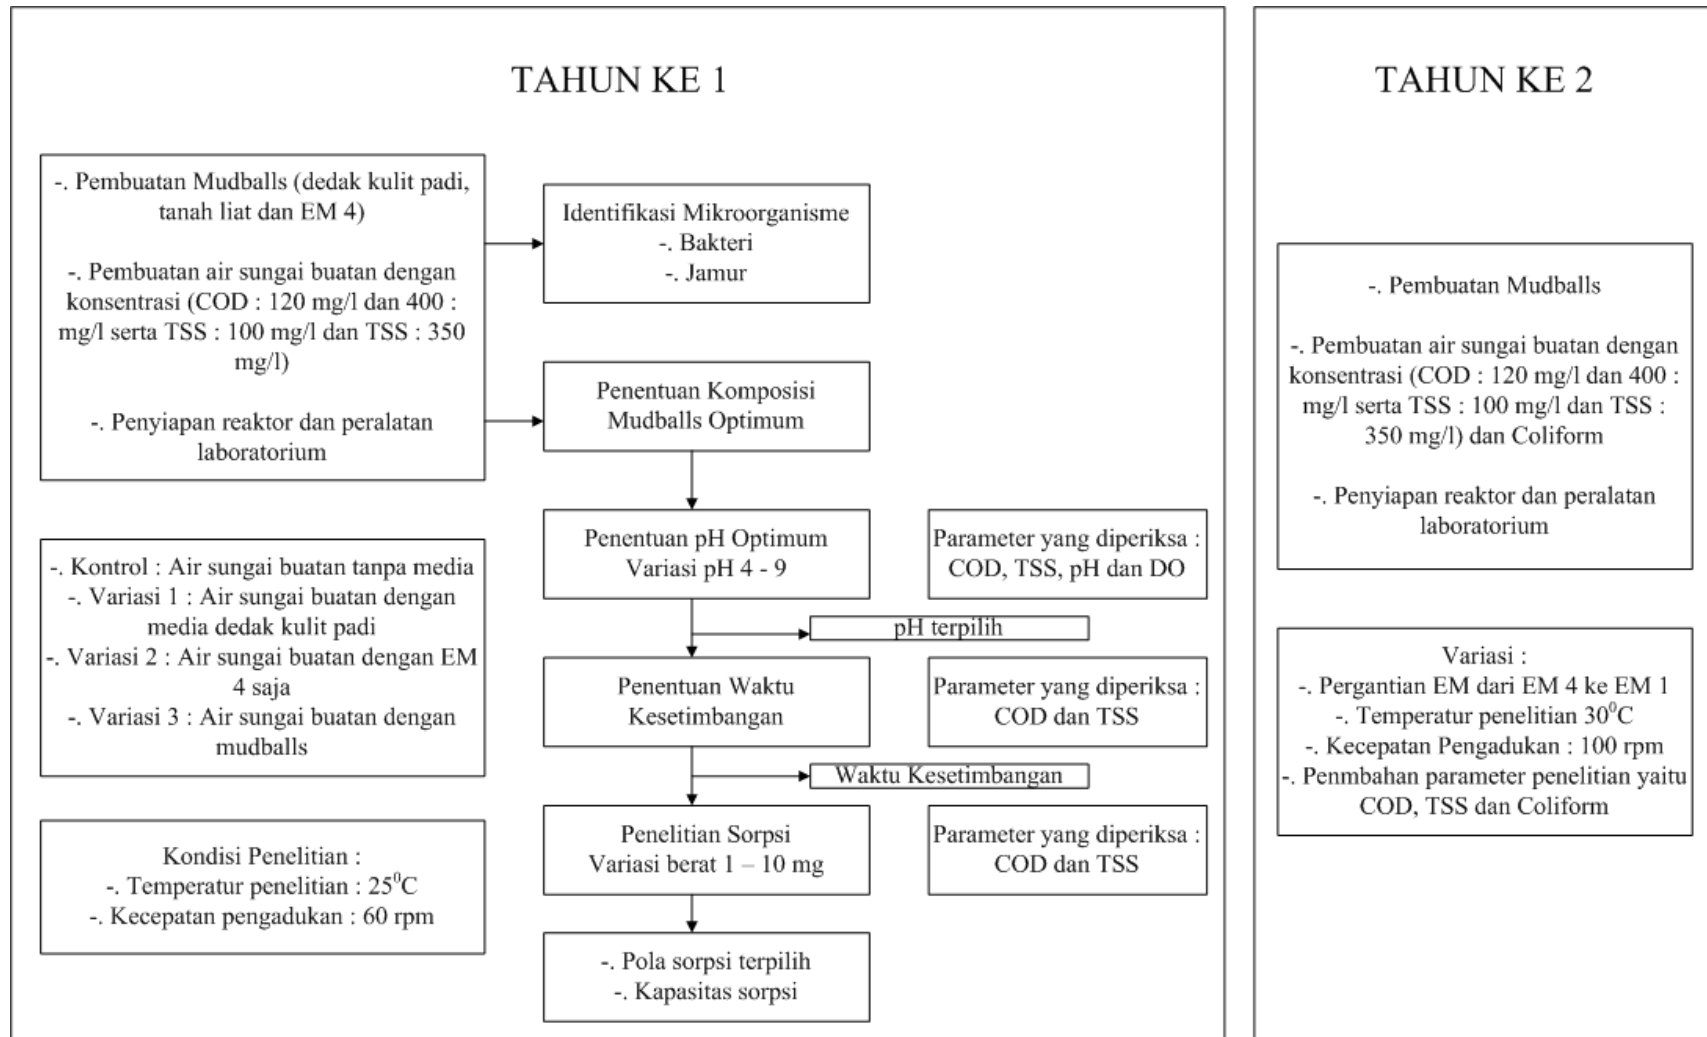 TAHUN KE 1
-. Pembuatan Mudballs (dedak kulit padi,
tanah liat dan EM 4)
-. Pembuatan air sungai buatan dengan
konsentrasi (COD : 120 mg/l dan 400 :
mg/l serta TSS : 100 mg/l dan TSS : 350
mg/l)
-. Penyiapan reaktor dan peralatan
laboratorium
Identifikasi Mikroorganisme
-. Bakteri
-. Jamur
Penentuan Komposisi
Mudballs Optimum
-. Kontrol : Air sungai buatan tanpa media
-. Variasi 1 : Air sungai buatan dengan
media dedak kulit padi
-. Variasi 2 : Air sungai buatan dengan EM
4 saja
-. Variasi 3 : Air sungai buatan dengan
mudballs
Penentuan pH Optimum
Variasi pH 4 - 9
Parameter yang diperiksa :
COD, TSS, pH dan DO
pH terpilih
Penentuan Waktu
Kesetimbangan
Parameter yang diperiksa :
COD dan TSS
Waktu Kesetimbangan
Kondisi Penelitian :
-. Temperatur penelitian : 25⁰C
-. Kecepatan pengadukan : 60 rpm
Penelitian Sorpsi
Variasi berat 1 – 10 mg
Parameter yang diperiksa :
COD dan TSS
-. Pola sorpsi terpilih
-. Kapasitas sorpsi
TAHUN KE 2
-. Pembuatan Mudballs
-. Pembuatan air sungai buatan dengan
konsentrasi (COD : 120 mg/l dan 400 :
mg/l serta TSS : 100 mg/l dan TSS :
350 mg/l) dan Coliform
-. Penyiapan reaktor dan peralatan
laboratorium
Variasi :
-. Pergantian EM dari EM 4 ke EM 1
-. Temperatur penelitian 30⁰C
-. Kecepatan Pengadukan : 100 rpm
-. Penmbahan parameter penelitian yaitu
COD, TSS dan Coliform